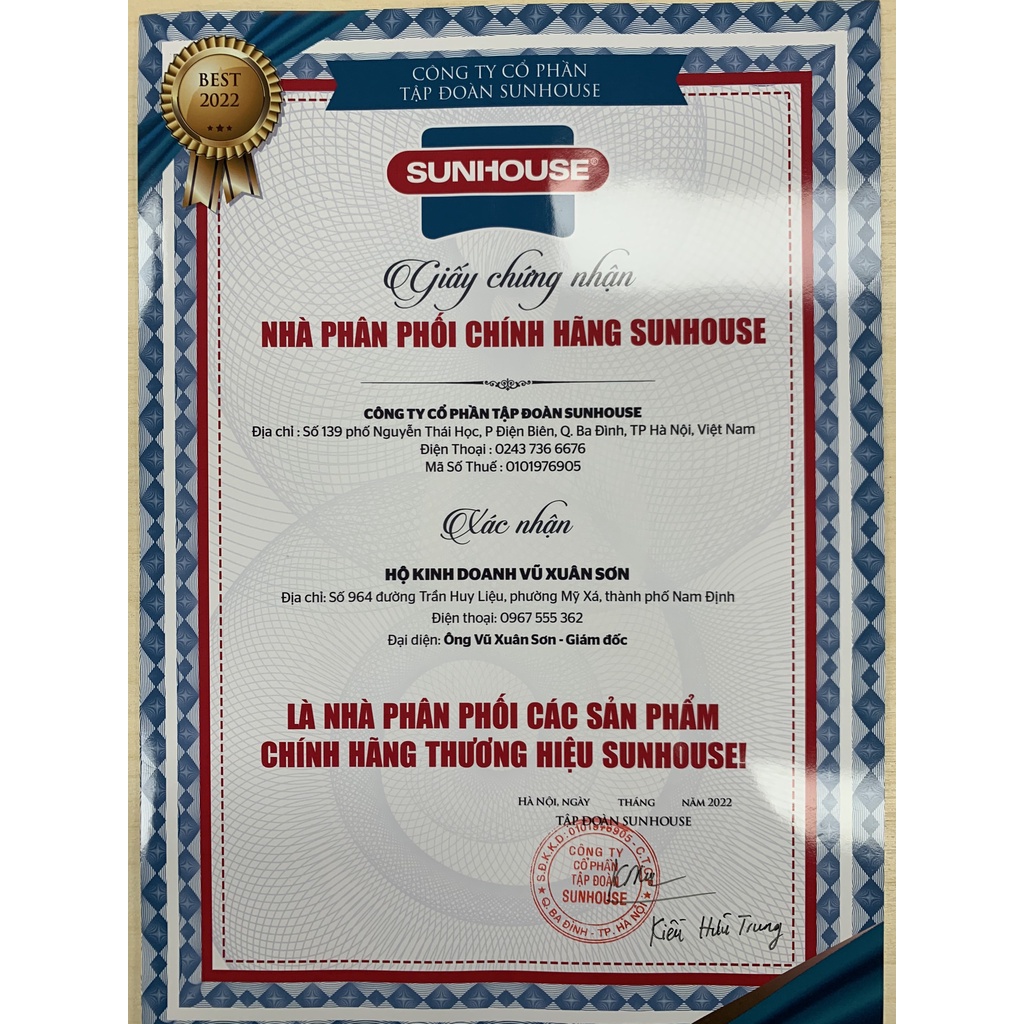 BEST
2022
CÔNG TY CỔ PHẦN
TẬP ĐOÀN SUNHOUSE
SUNHOUSE®
Giấy chứng nhận
NHÀ PHÂN PHỐI CHÍNH HÃNG SUNHOUSE
CÔNG TY CỔ PHẦN TẬP ĐOÀN SUNHOUSE
Địa chỉ : Số 139 phố Nguyễn Thái Học, P Điện Biên, Q. Ba Đình, TP Hà Nội, Việt Nam
Điện Thoại : 0243 736 6676
Mã Số Thuế : 0101976905
Xác nhận
HỘ KINH DOANH VŨ XUÂN SƠN
Địa chỉ: Số 964 đường Trần Huy Liệu, phường Mỹ Xá, thành phố Nam Định
Điện thoại: 0967 555 362
Đại diện: Ông Vũ Xuân Sơn - Giám đốc
LÀ NHÀ PHÂN PHỐI CÁC SẢN PHẨM
CHÍNH HÃNG THƯƠNG HIỆU SUNHOUSE!
HÀ NỘI, NGÀY THÁNG NĂM 2022
TẬP ĐOÀN SUNHOUSE
S.Đ.K.K.D: 0101976905 - C.T.C
CÔNG TY
CỔ PHẦN
TẬP ĐOÀN
SUNHOUSE
Q. BA ĐÌNH - TP. HÀ NỘI
Kiều Hữu Trung